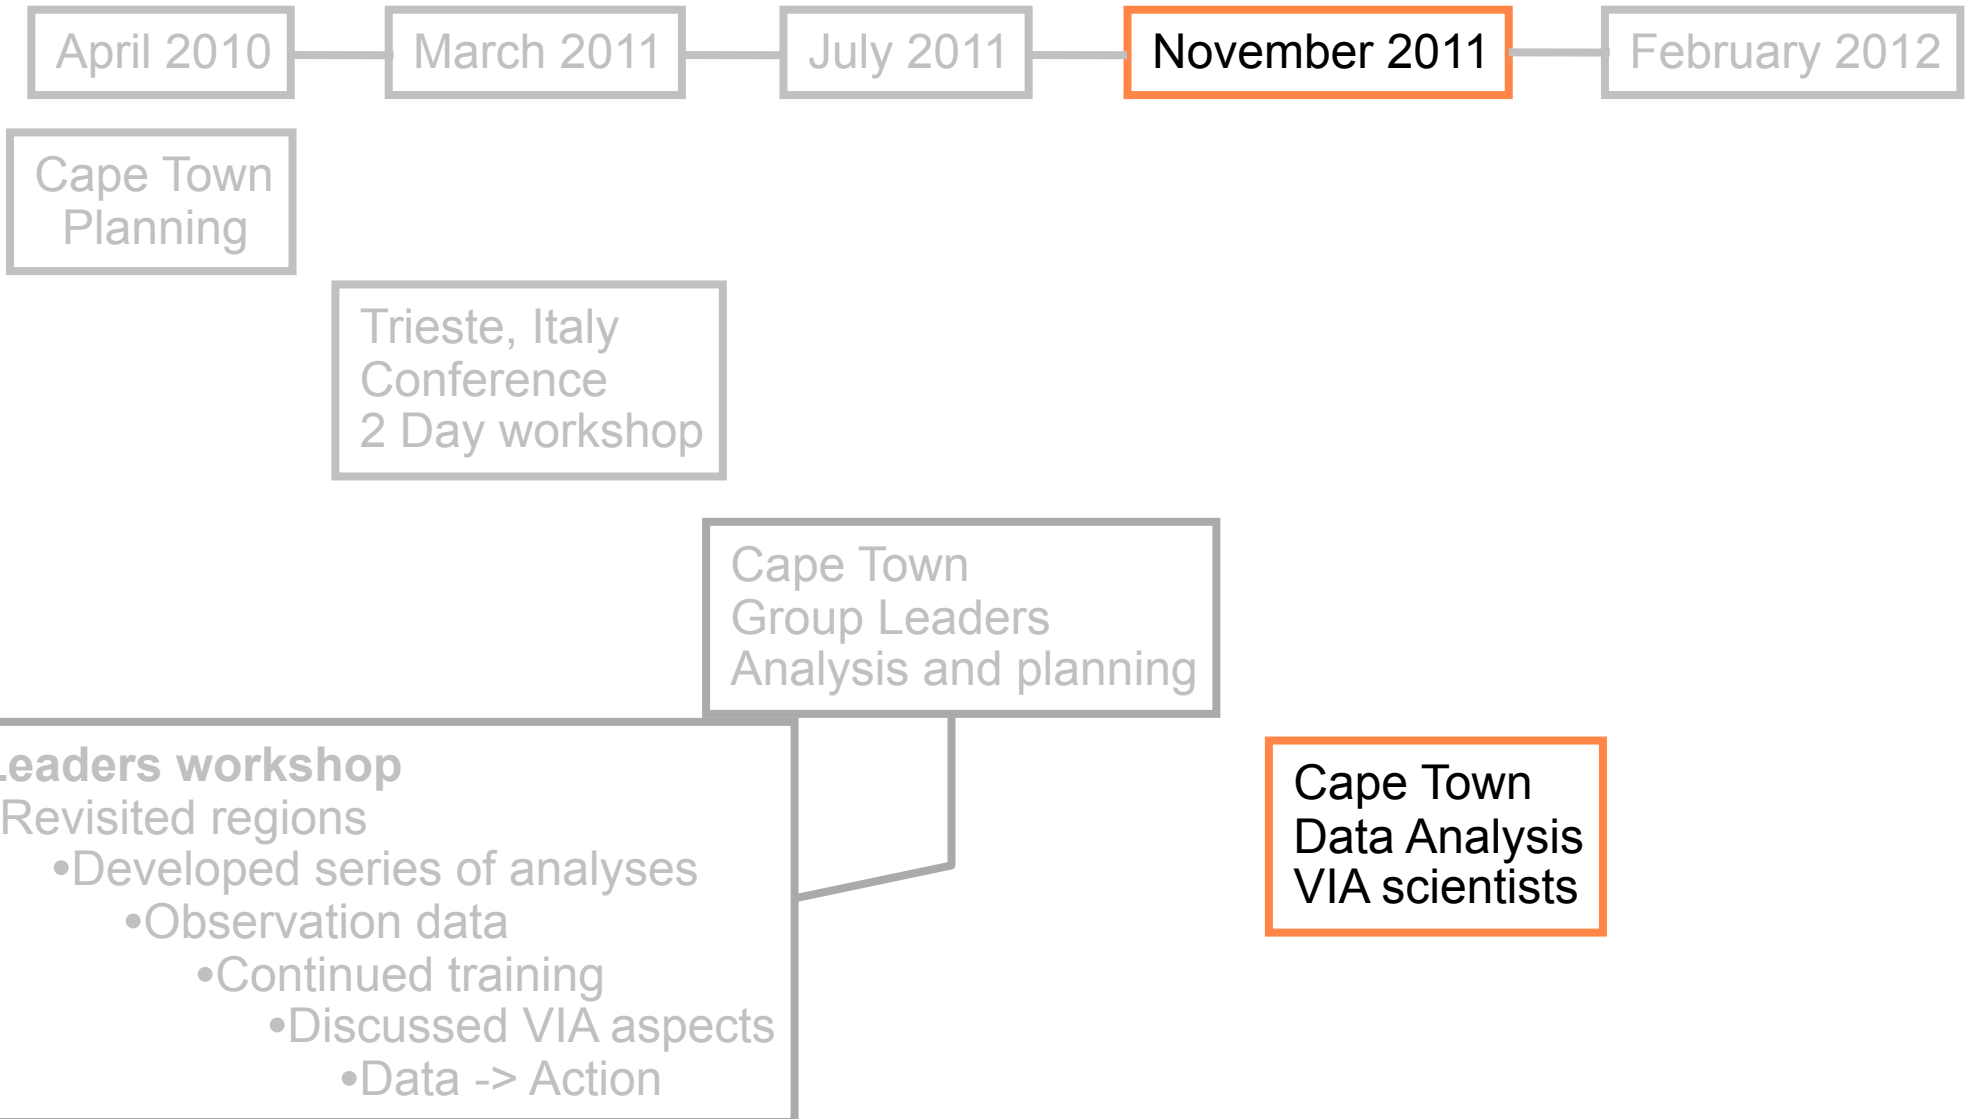 April 2010
March 2011
July 2011
November 2011
February 2012
Cape Town
Planning
Trieste, Italy
Conference
2 Day workshop
Cape Town
Group Leaders
Analysis and planning
Leaders workshop
Revisited regions
•Developed series of analyses
•Observation data
•Continued training
•Discussed VIA aspects
•Data -> Action
Cape Town
Data Analysis
VIA scientists